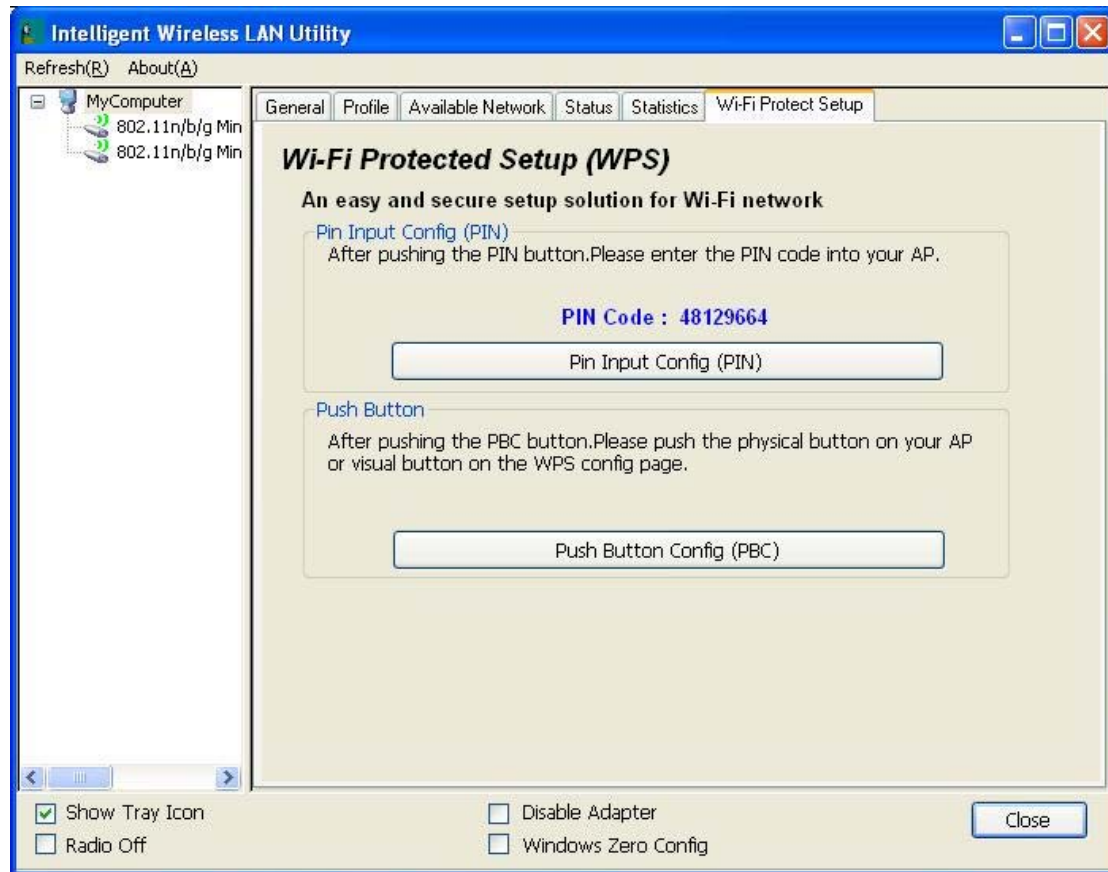 Intelligent Wireless LAN Utility
Refresh(R) About(A)
MyComputer
802.11n/b/g Min
802.11n/b/g Min
General Profile Available Network Status Statistics Wi-Fi Protect Setup
Wi-Fi Protected Setup (WPS)
An easy and secure setup solution for Wi-Fi network
Pin Input Config (PIN)
After pushing the PIN button.Please enter the PIN code into your AP.
PIN Code : 48129664
Pin Input Config (PIN)
Push Button
After pushing the PBC button.Please push the physical button on your AP
or visual button on the WPS config page.
Push Button Config (PBC)
Show Tray Icon
Radio Off
Disable Adapter
Windows Zero Config
Close